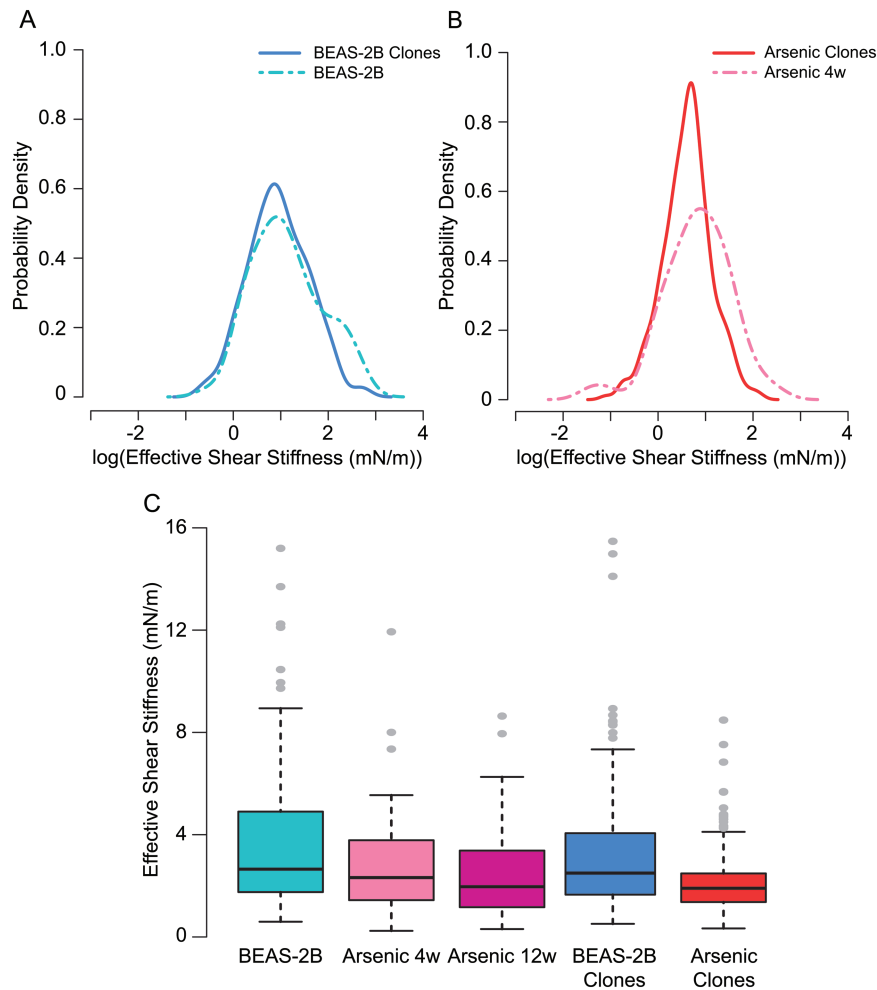 A
BEAS-2B Clones
BEAS-2B
1.0
0.8
0.6
0.4
0.2
0
Probability Density
-2
0
2
4
log(Effective Shear Stiffness (mN/m))
B
Arsenic Clones
Arsenic 4w
1.0
0.8
0.6
0.4
0.2
0
Probability Density
-2
0
2
4
log(Effective Shear Stiffness (mN/m))
C
16
12
8
4
0
Effective Shear Stiffness (mN/m)
BEAS-2B
Arsenic 4w
Arsenic 12w
BEAS-2B
Clones
Arsenic
Clones